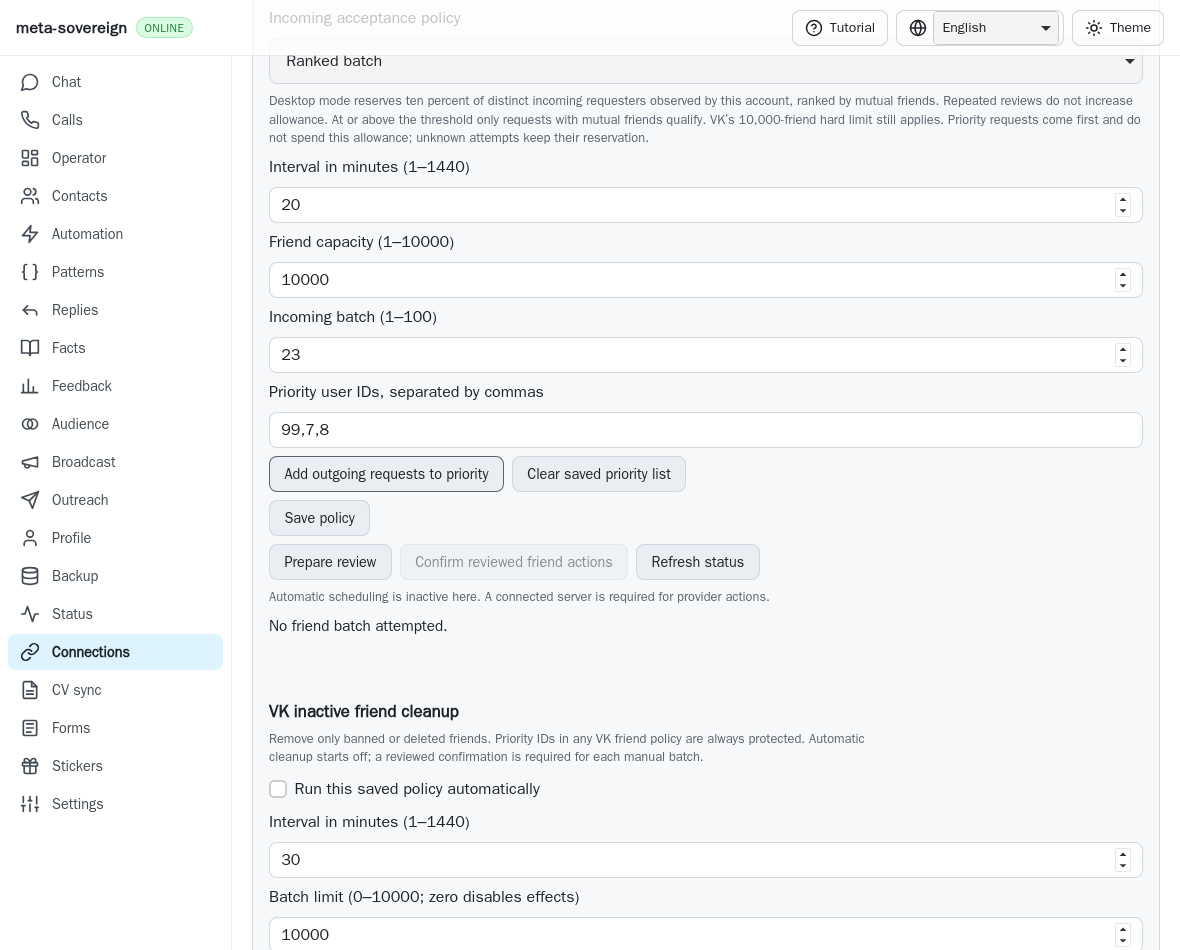 meta-sovereign
ONLINE
Tutorial
English
Theme
Chat
Calls
Operator
Contacts
Automation
Patterns
Replies
Facts
Feedback
Audience
Broadcast
Outreach
Profile
Backup
Status
Connections
CV sync
Forms
Stickers
Settings
Incoming acceptance policy
Ranked batch
Desktop mode reserves ten percent of distinct incoming requesters observed by this account, ranked by mutual friends. Repeated reviews do not increase
allowance. At or above the threshold only requests with mutual friends qualify. VK's 10,000-friend hard limit still applies. Priority requests come first and do
not spend this allowance; unknown attempts keep their reservation.
Interval in minutes (1–1440)
20
Friend capacity (1–10000)
10000
Incoming batch (1–100)
23
Priority user IDs, separated by commas
99,7,8
Add outgoing requests to priority
Clear saved priority list
Save policy
Prepare review
Confirm reviewed friend actions
Refresh status
Automatic scheduling is inactive here. A connected server is required for provider actions.
No friend batch attempted.
VK inactive friend cleanup
Remove only banned or deleted friends. Priority IDs in any VK friend policy are always protected. Automatic
cleanup starts off; a reviewed confirmation is required for each manual batch.
Run this saved policy automatically
Interval in minutes (1–1440)
30
Batch limit (0–10000; zero disables effects)
10000